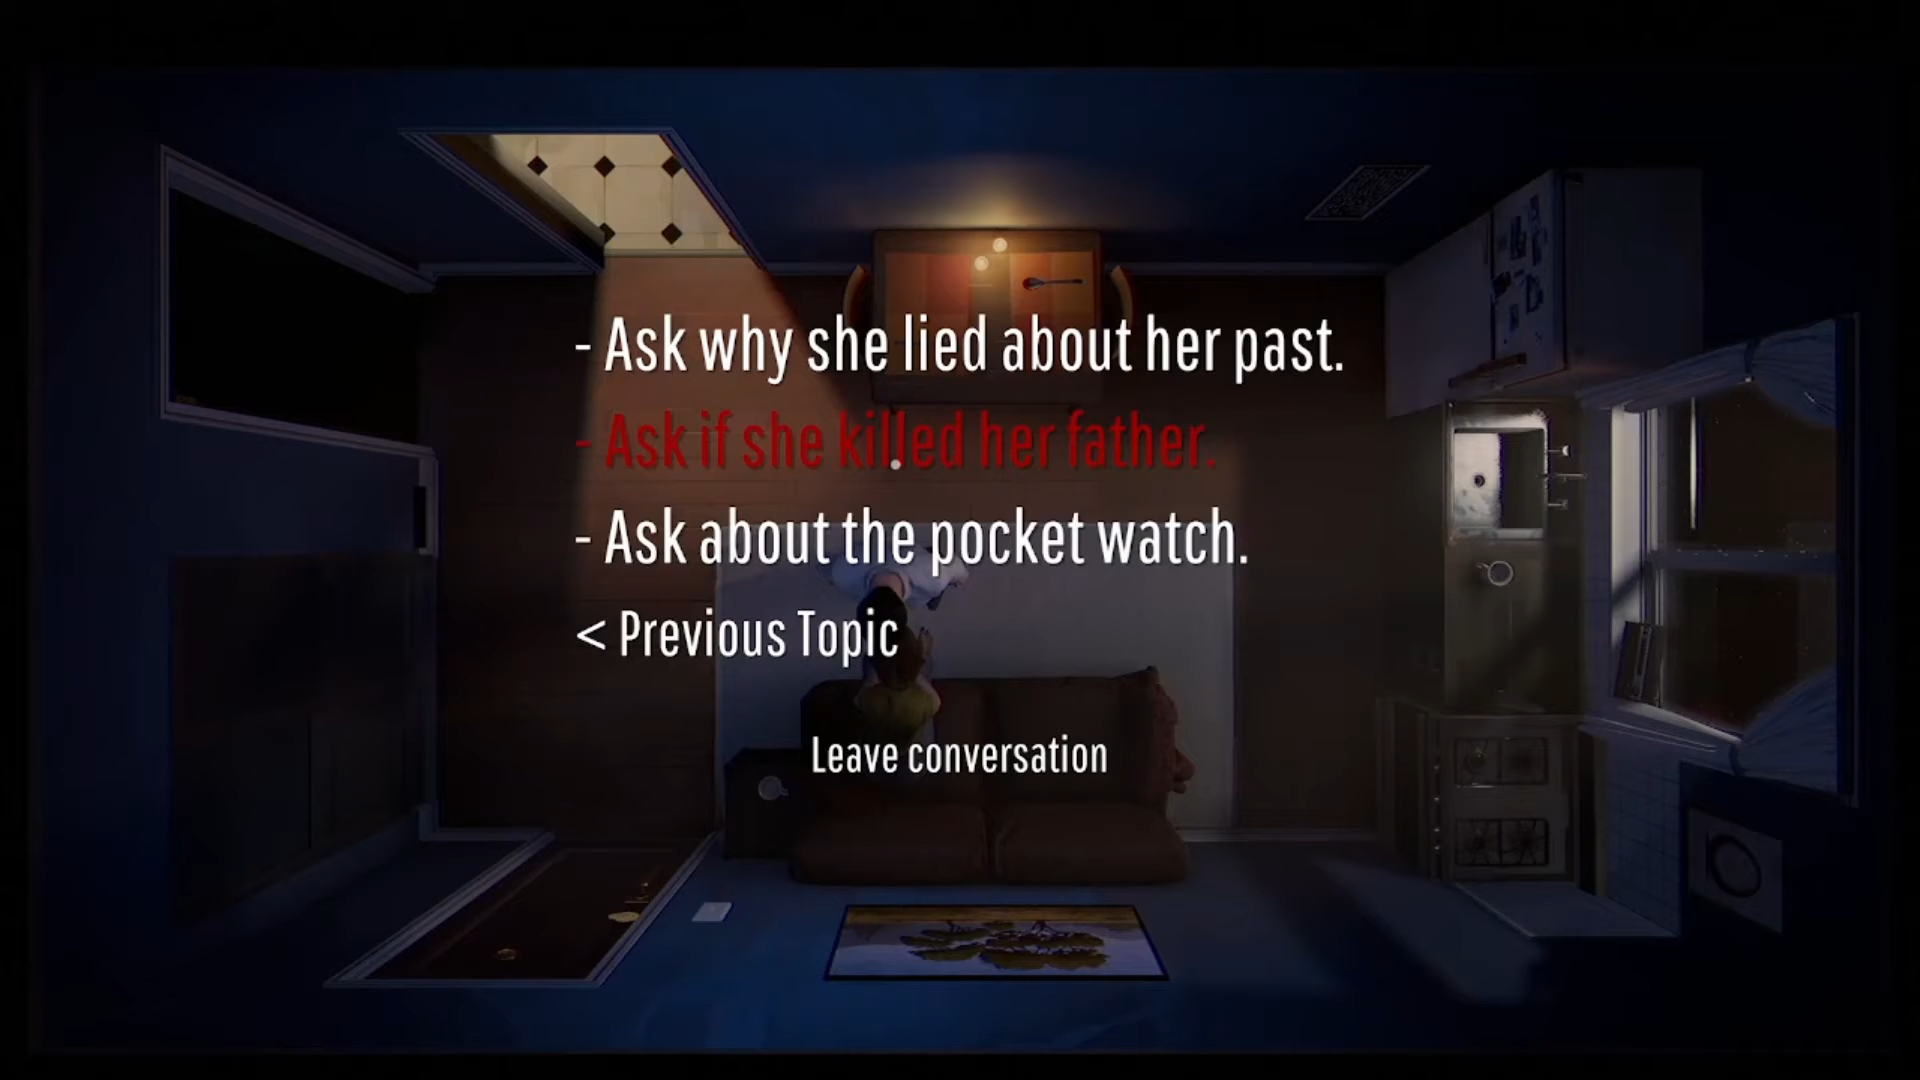 - Ask why she lied about her past.
- Ask if she killed her father.
- Ask about the pocket watch.
< Previous Topic
Leave conversation